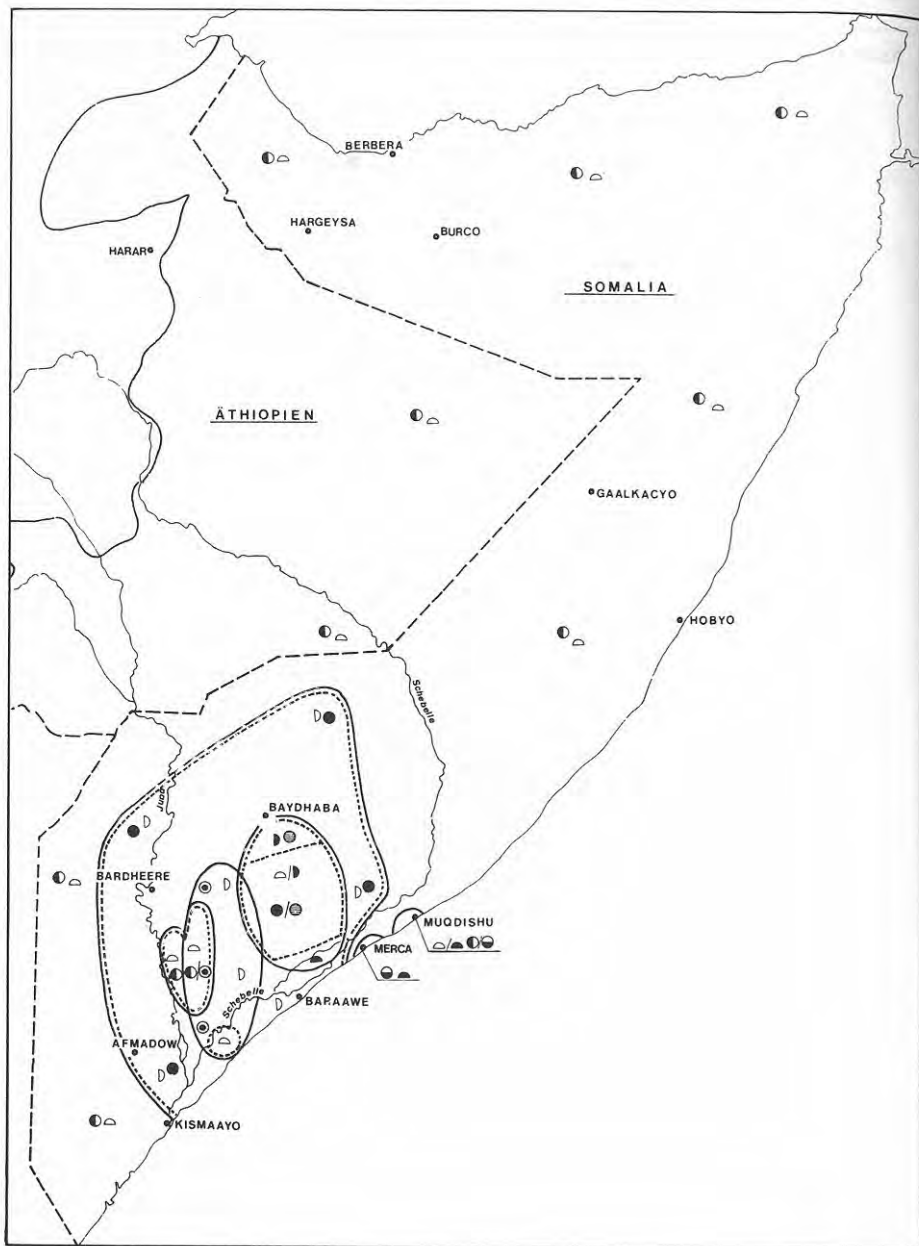 BERBERA
HARGEYSA
BURCO
HARAR
SOMALIA
ÄTHIOPIEN
GAALKACYO
HOBYO
Schebelle
Juba
BAYDHABA
BARDHEERE
MUQDISHU
MERCA
Schebelle
BARAAWE
AFMADOW
KISMAAYO